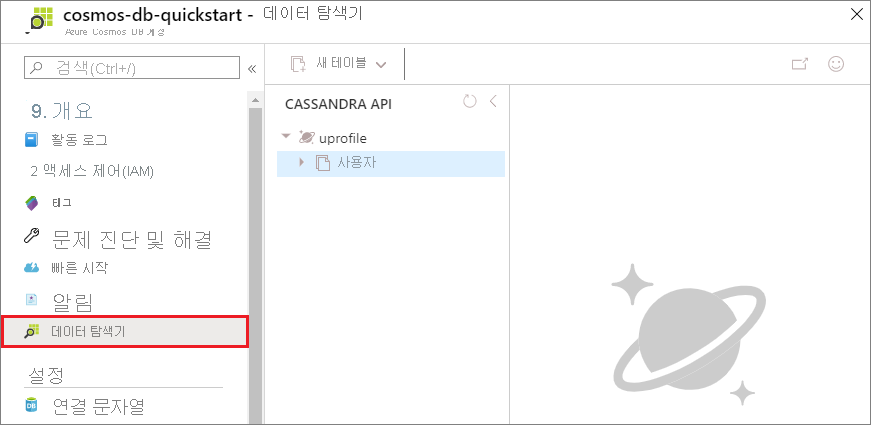 cosmos-db-quickstart - 데이터 탐색기
Azure Cosmos DB 계정
검색(Ctrl+/)
«
9. 개요
활동 로그
2 액세스 제어(IAM)
태그
문제 진단 및 해결
빠른 시작
알림
데이터 탐색기
설정
연결 문자열
새 테이블
CASSANDRA API
uprofile
사용자